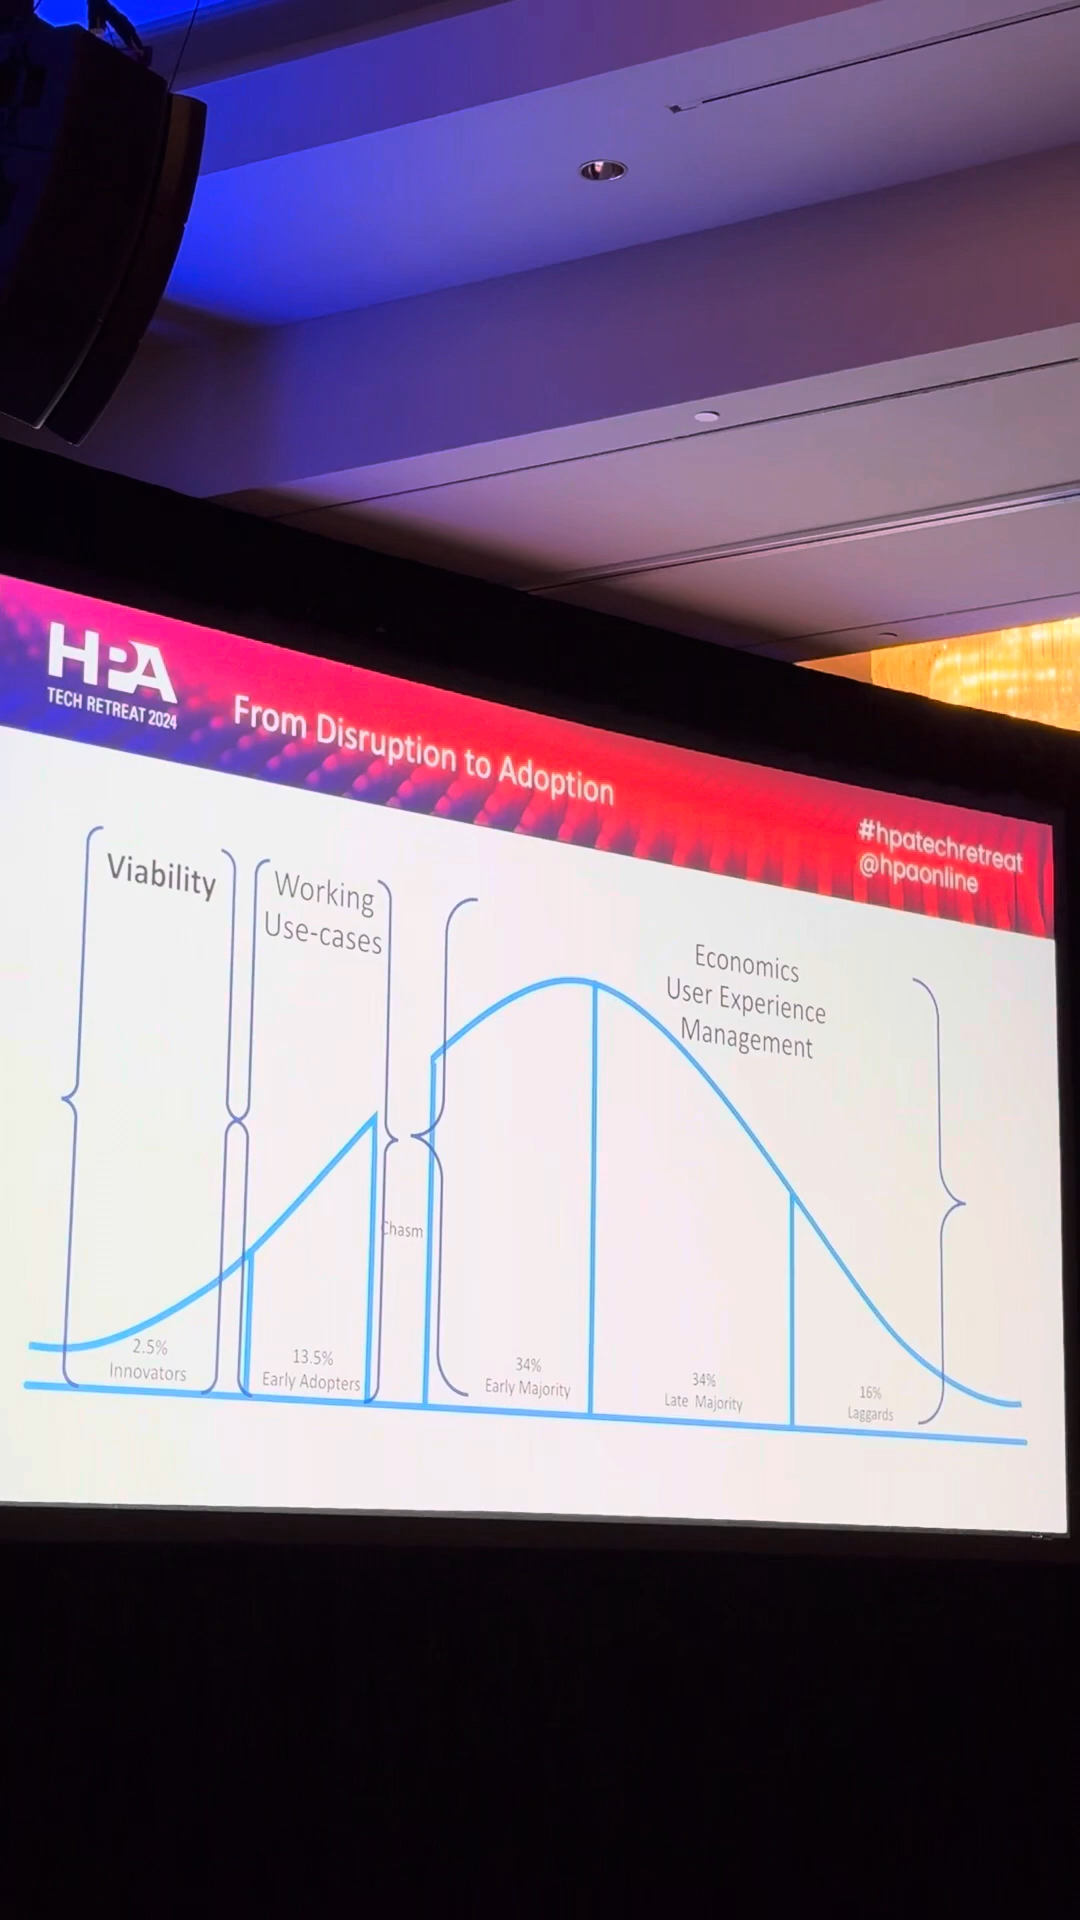 HPA
TECH RETREAT 2024
From Disruption to Adoption
#hpatechretreat
@hpaonline
Viability
Working
Use-cases
Economics
User Experience
Management
Chasm
2.5%
Innovators
13.5%
Early Adopters
34%
Early Majority
34%
Late Majority
16%
Laggards